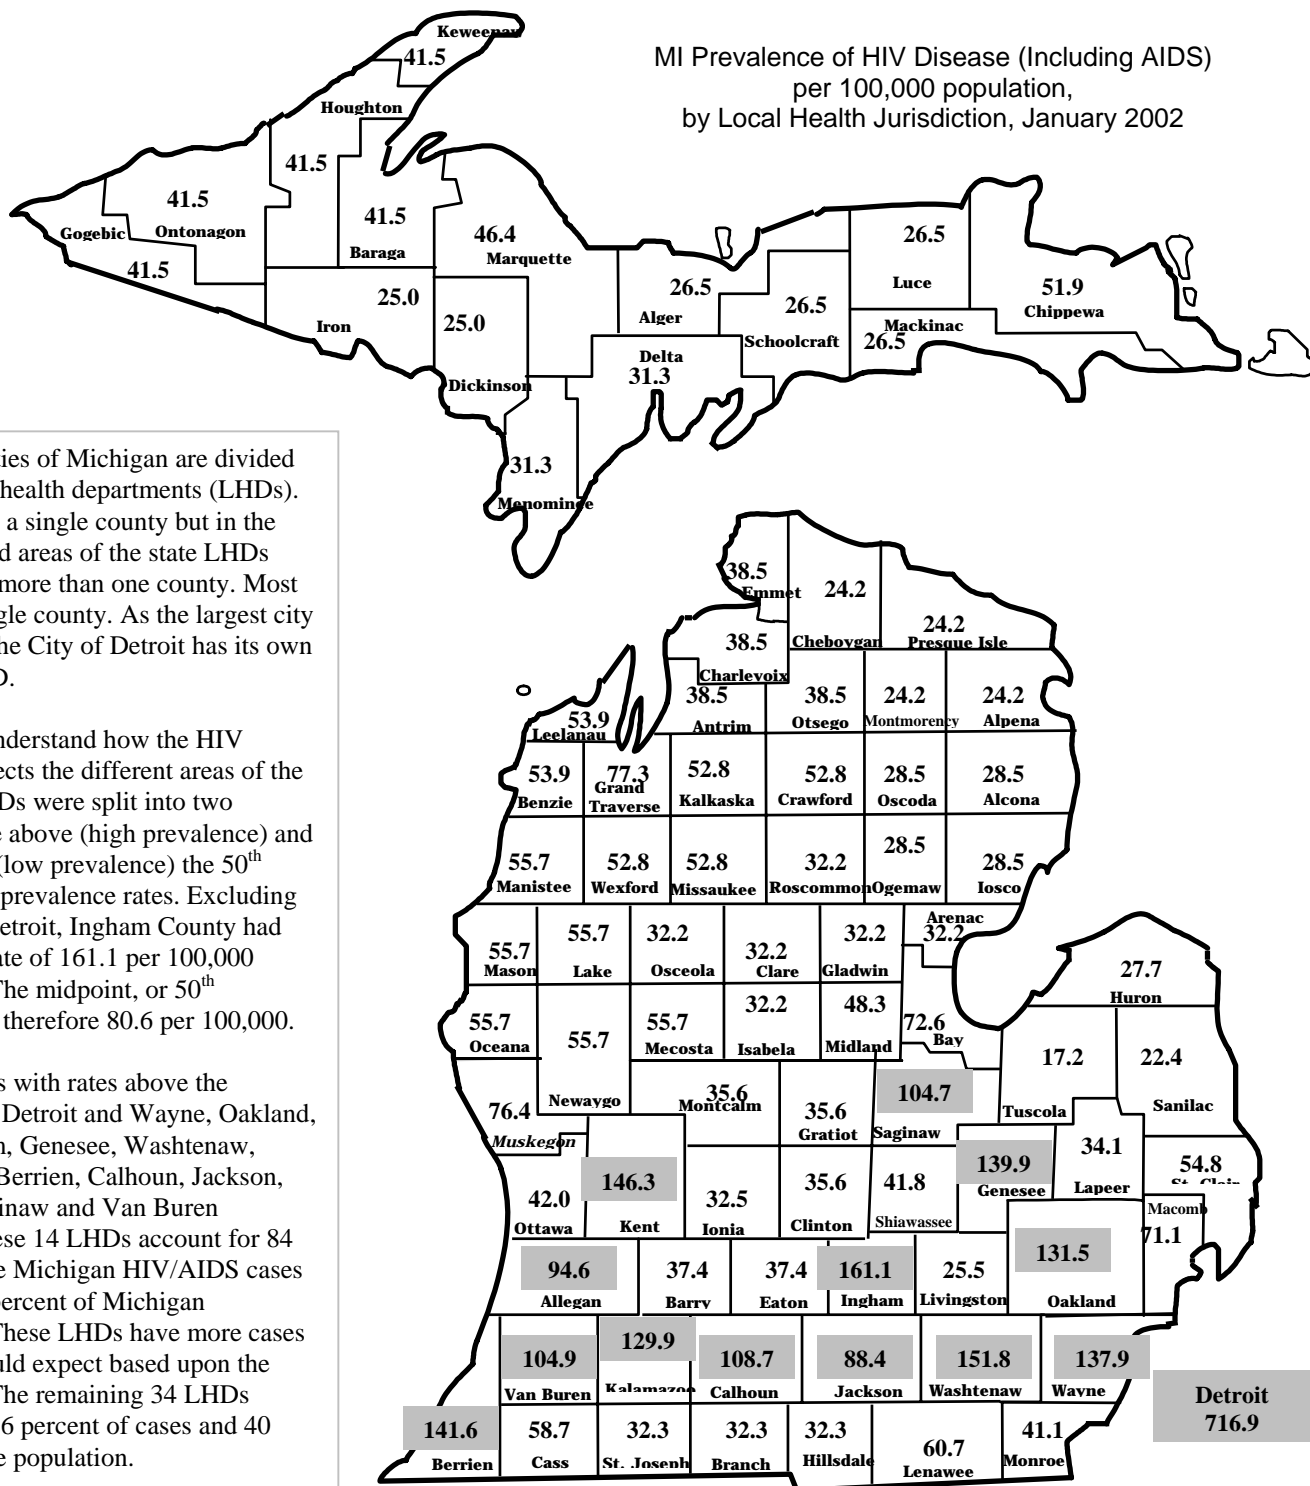 MI Prevalence of HIV Disease (Including AIDS)
per 100,000 population,
by Local Health Jurisdiction, January 2002
Keweenaw
41.5
Houghton
41.5
41.5
Ontonagon
Gogebic
41.5
41.5
Baraga
46.4
Marquette
25.0
Iron
25.0
Dickinson
26.5
Alger
26.5
Schoolcraft
26.5
Luce
Mackinac
26.5
51.9
Chippewa
Delta
31.3
31.3
Menominee
ties of Michigan are divided
health departments (LHDs).
a single county but in the
d areas of the state LHDs
more than one county. Most
gle county. As the largest city
he City of Detroit has its own
D.
nderstand how the HIV
ects the different areas of the
Ds were split into two
e above (high prevalence) and
(low prevalence) the 50th
prevalence rates. Excluding
etroit, Ingham County had
ate of 161.1 per 100,000
The midpoint, or 50th
therefore 80.6 per 100,000.
s with rates above the
Detroit and Wayne, Oakland,
n, Genesee, Washtenaw,
Berrien, Calhoun, Jackson,
inaw and Van Buren
ese 14 LHDs account for 84
e Michigan HIV/AIDS cases
percent of Michigan
These LHDs have more cases
uld expect based upon the
The remaining 34 LHDs
6 percent of cases and 40
e population.
38.5
Emmet
24.2
Cheboygan
24.2
Presque Isle
38.5
Charlevoix
38.5
Antrim
38.5
Otsego
24.2
Montmorency
24.2
Alpena
53.9
Leelanau
53.9
Benzie
77.3
Grand
Traverse
52.8
Kalkaska
52.8
Crawford
28.5
Oscoda
28.5
Alcona
55.7
Manistee
52.8
Wexford
52.8
Missaukee
32.2
Roscommon
28.5
Ogemaw
28.5
Iosco
55.7
Mason
55.7
Lake
32.2
Osceola
32.2
Clare
32.2
Gladwin
Arenac
32.2
27.7
Huron
55.7
Oceana
55.7
Newaygo
55.7
Mecosta
32.2
Isabela
48.3
Midland
72.6
Bay
17.2
Tuscola
22.4
Sanilac
76.4
Muskegon
35.6
Montcalm
35.6
Gratiot
104.7
Saginaw
42.0
Ottawa
146.3
Kent
32.5
Ionia
35.6
Clinton
41.8
Shiawassee
139.9
Genesee
34.1
Lapeer
54.8
St. Clair
Macomb
71.1
94.6
Allegan
37.4
Barry
37.4
Eaton
161.1
Ingham
25.5
Livingston
131.5
Oakland
104.9
Van Buren
129.9
Kalamazoo
108.7
Calhoun
88.4
Jackson
151.8
Washtenaw
137.9
Wayne
Detroit
716.9
141.6
Berrien
58.7
Cass
32.3
St. Joseph
32.3
Branch
32.3
Hillsdale
60.7
Lenawee
41.1
Monroe